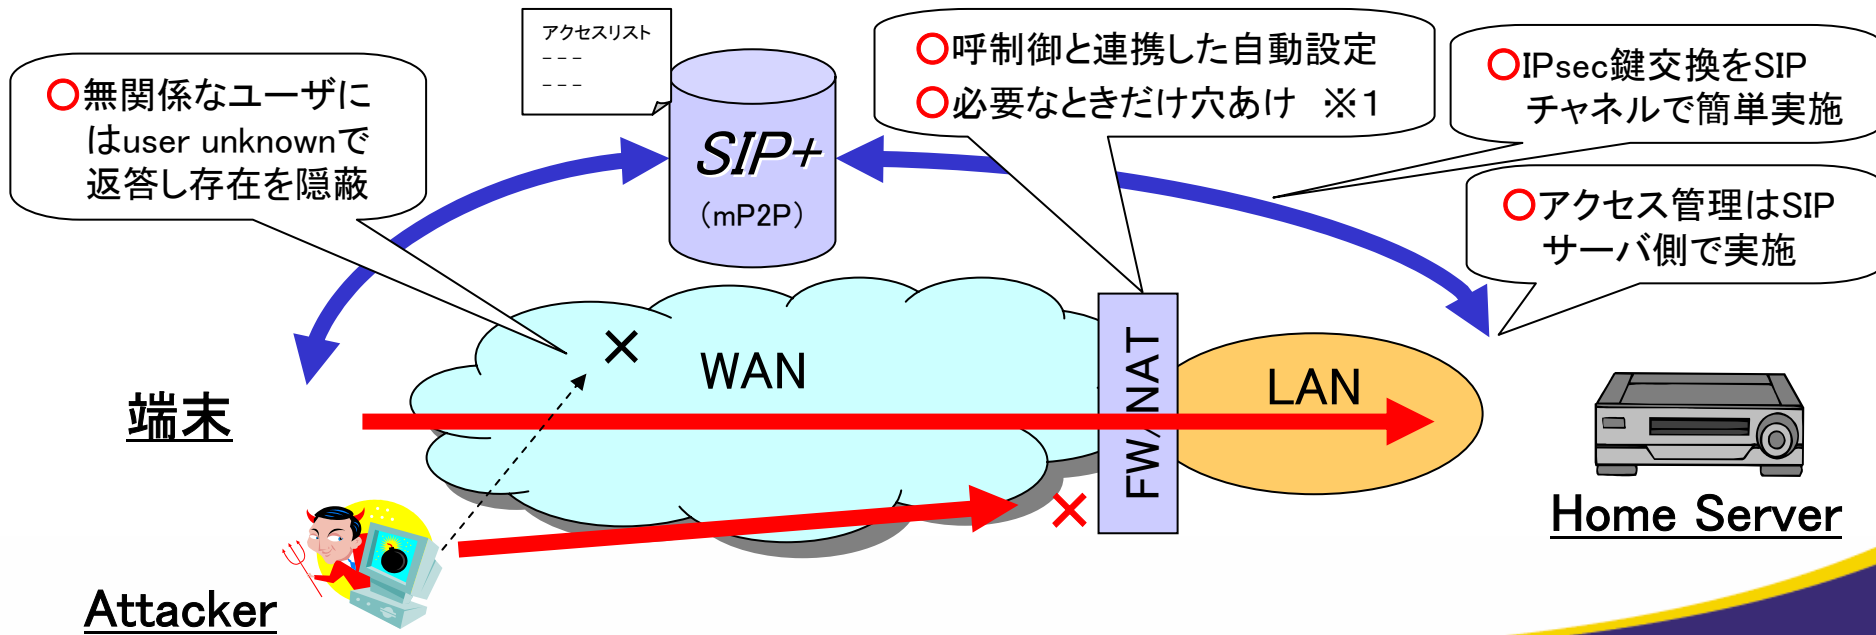 アクセスリスト
---
---
○無関係なユーザに
はuser unknownで
返答し存在を隠蔽
SIP+
(mP2P)
○呼制御と連携した自動設定
○必要なときだけ穴あけ ※1
○IPsec鍵交換をSIP
チャネルで簡単実施
○アクセス管理はSIP
サーバ側で実施
×
WAN
FW/NAT
LAN
端末
×
Home Server
Attacker